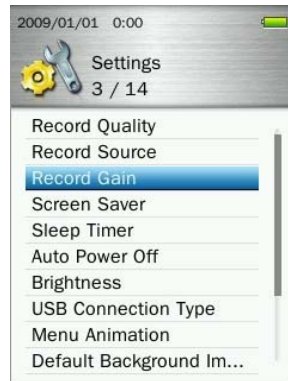 2009/01/01 0:00
Settings
3 / 14
Record Quality
Record Source
Record Gain
Screen Saver
Sleep Timer
Auto Power Off
Brightness
USB Connection Type
Menu Animation
Default Background Im...